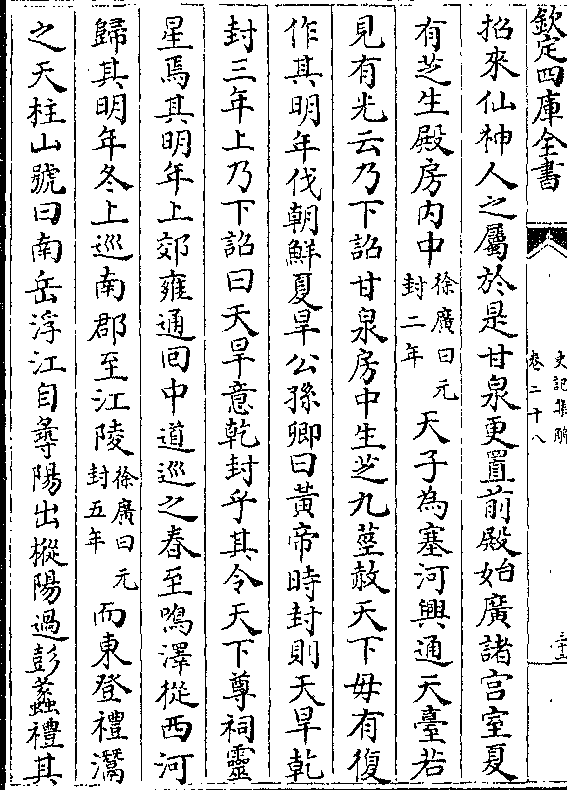 欽定四庫全書
史記集解
卷二十八
招來仙神人之屬於是甘泉更置前殿始廣諸宮室夏
有芝生殿房内中徐廣曰元封二年天子為塞河興通天臺若
見有光云乃下詔甘泉房中生芝九莖赦天下毋有復
作其明年伐朝鮮夏旱公孫卿曰黃帝時封則天旱乾
封三年上乃下詔曰天旱意乾封乎其令天下尊祠靈
星焉其明年上郊雍通回中道巡之春至鳴澤從西河
歸其明年冬上巡南郡至江陵徐廣曰元封五年而東登禮灊
之天柱山號曰南岳浮江自尋陽出樅陽過彭蠡禮其